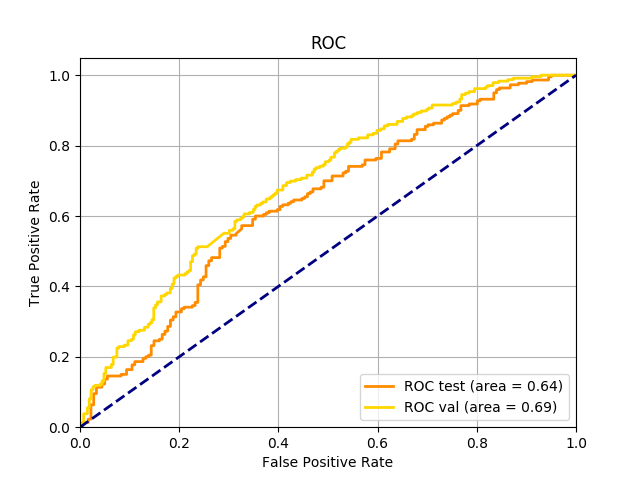 ROC
True Positive Rate
1.0
0.8
0.6
0.4
0.2
0.0
ROC test (area = 0.64)
ROC val (area = 0.69)
0.0 0.2 0.4 0.6 0.8 1.0
False Positive Rate